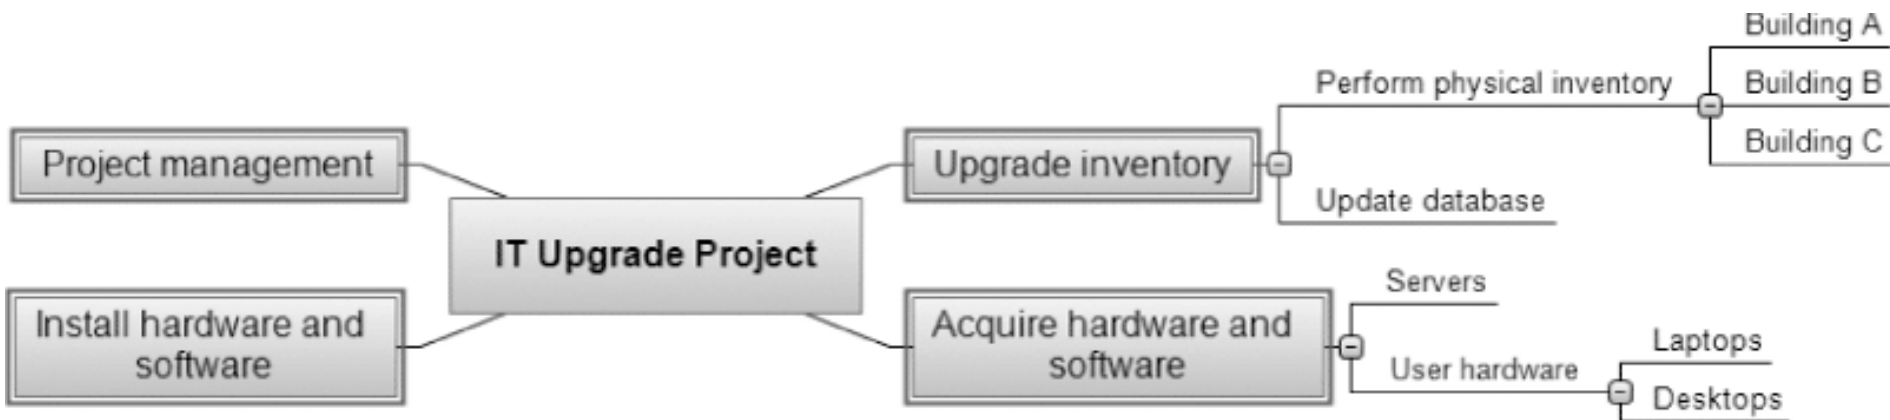 Building A
Perform physical inventory
Building B
Building C
Project management
Upgrade inventory
Update database
IT Upgrade Project
Servers
Install hardware and
software
Acquire hardware and
software
Laptops
User hardware
Desktops